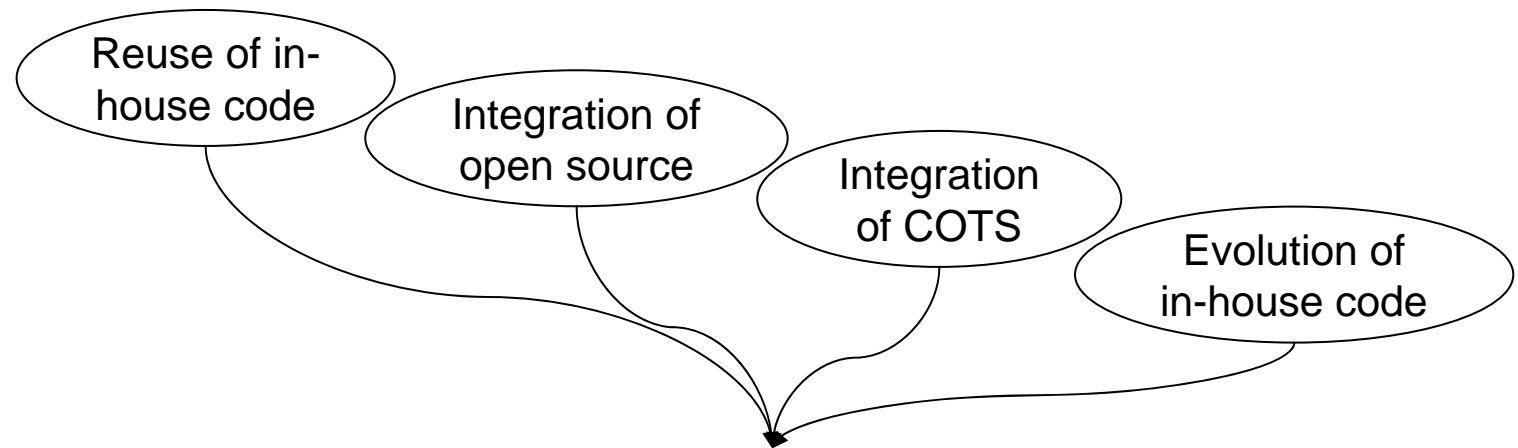 Reuse of in-
house code
Integration of
open source
Integration
of COTS
Evolution of
in-house code